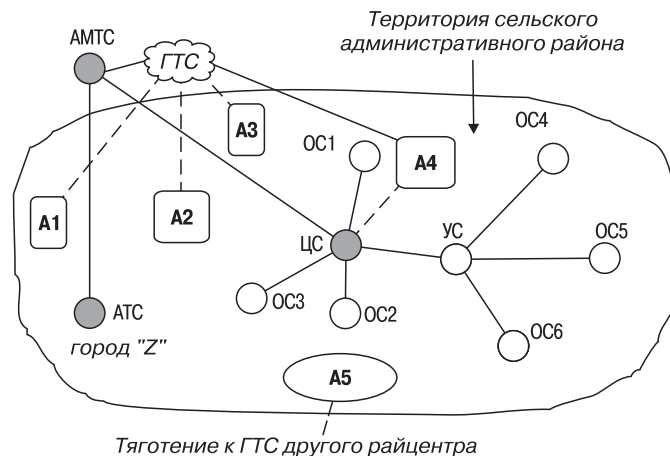 Территория сельского
административного района
АМТС
ГТС
А3
ОС1
А4
ОС4
А1
А2
ЦС
УС
ОС5
ОС3
ОС2
АТС
город "Z"
ОС6
А5
Тяготение к ГТС другого райцентра